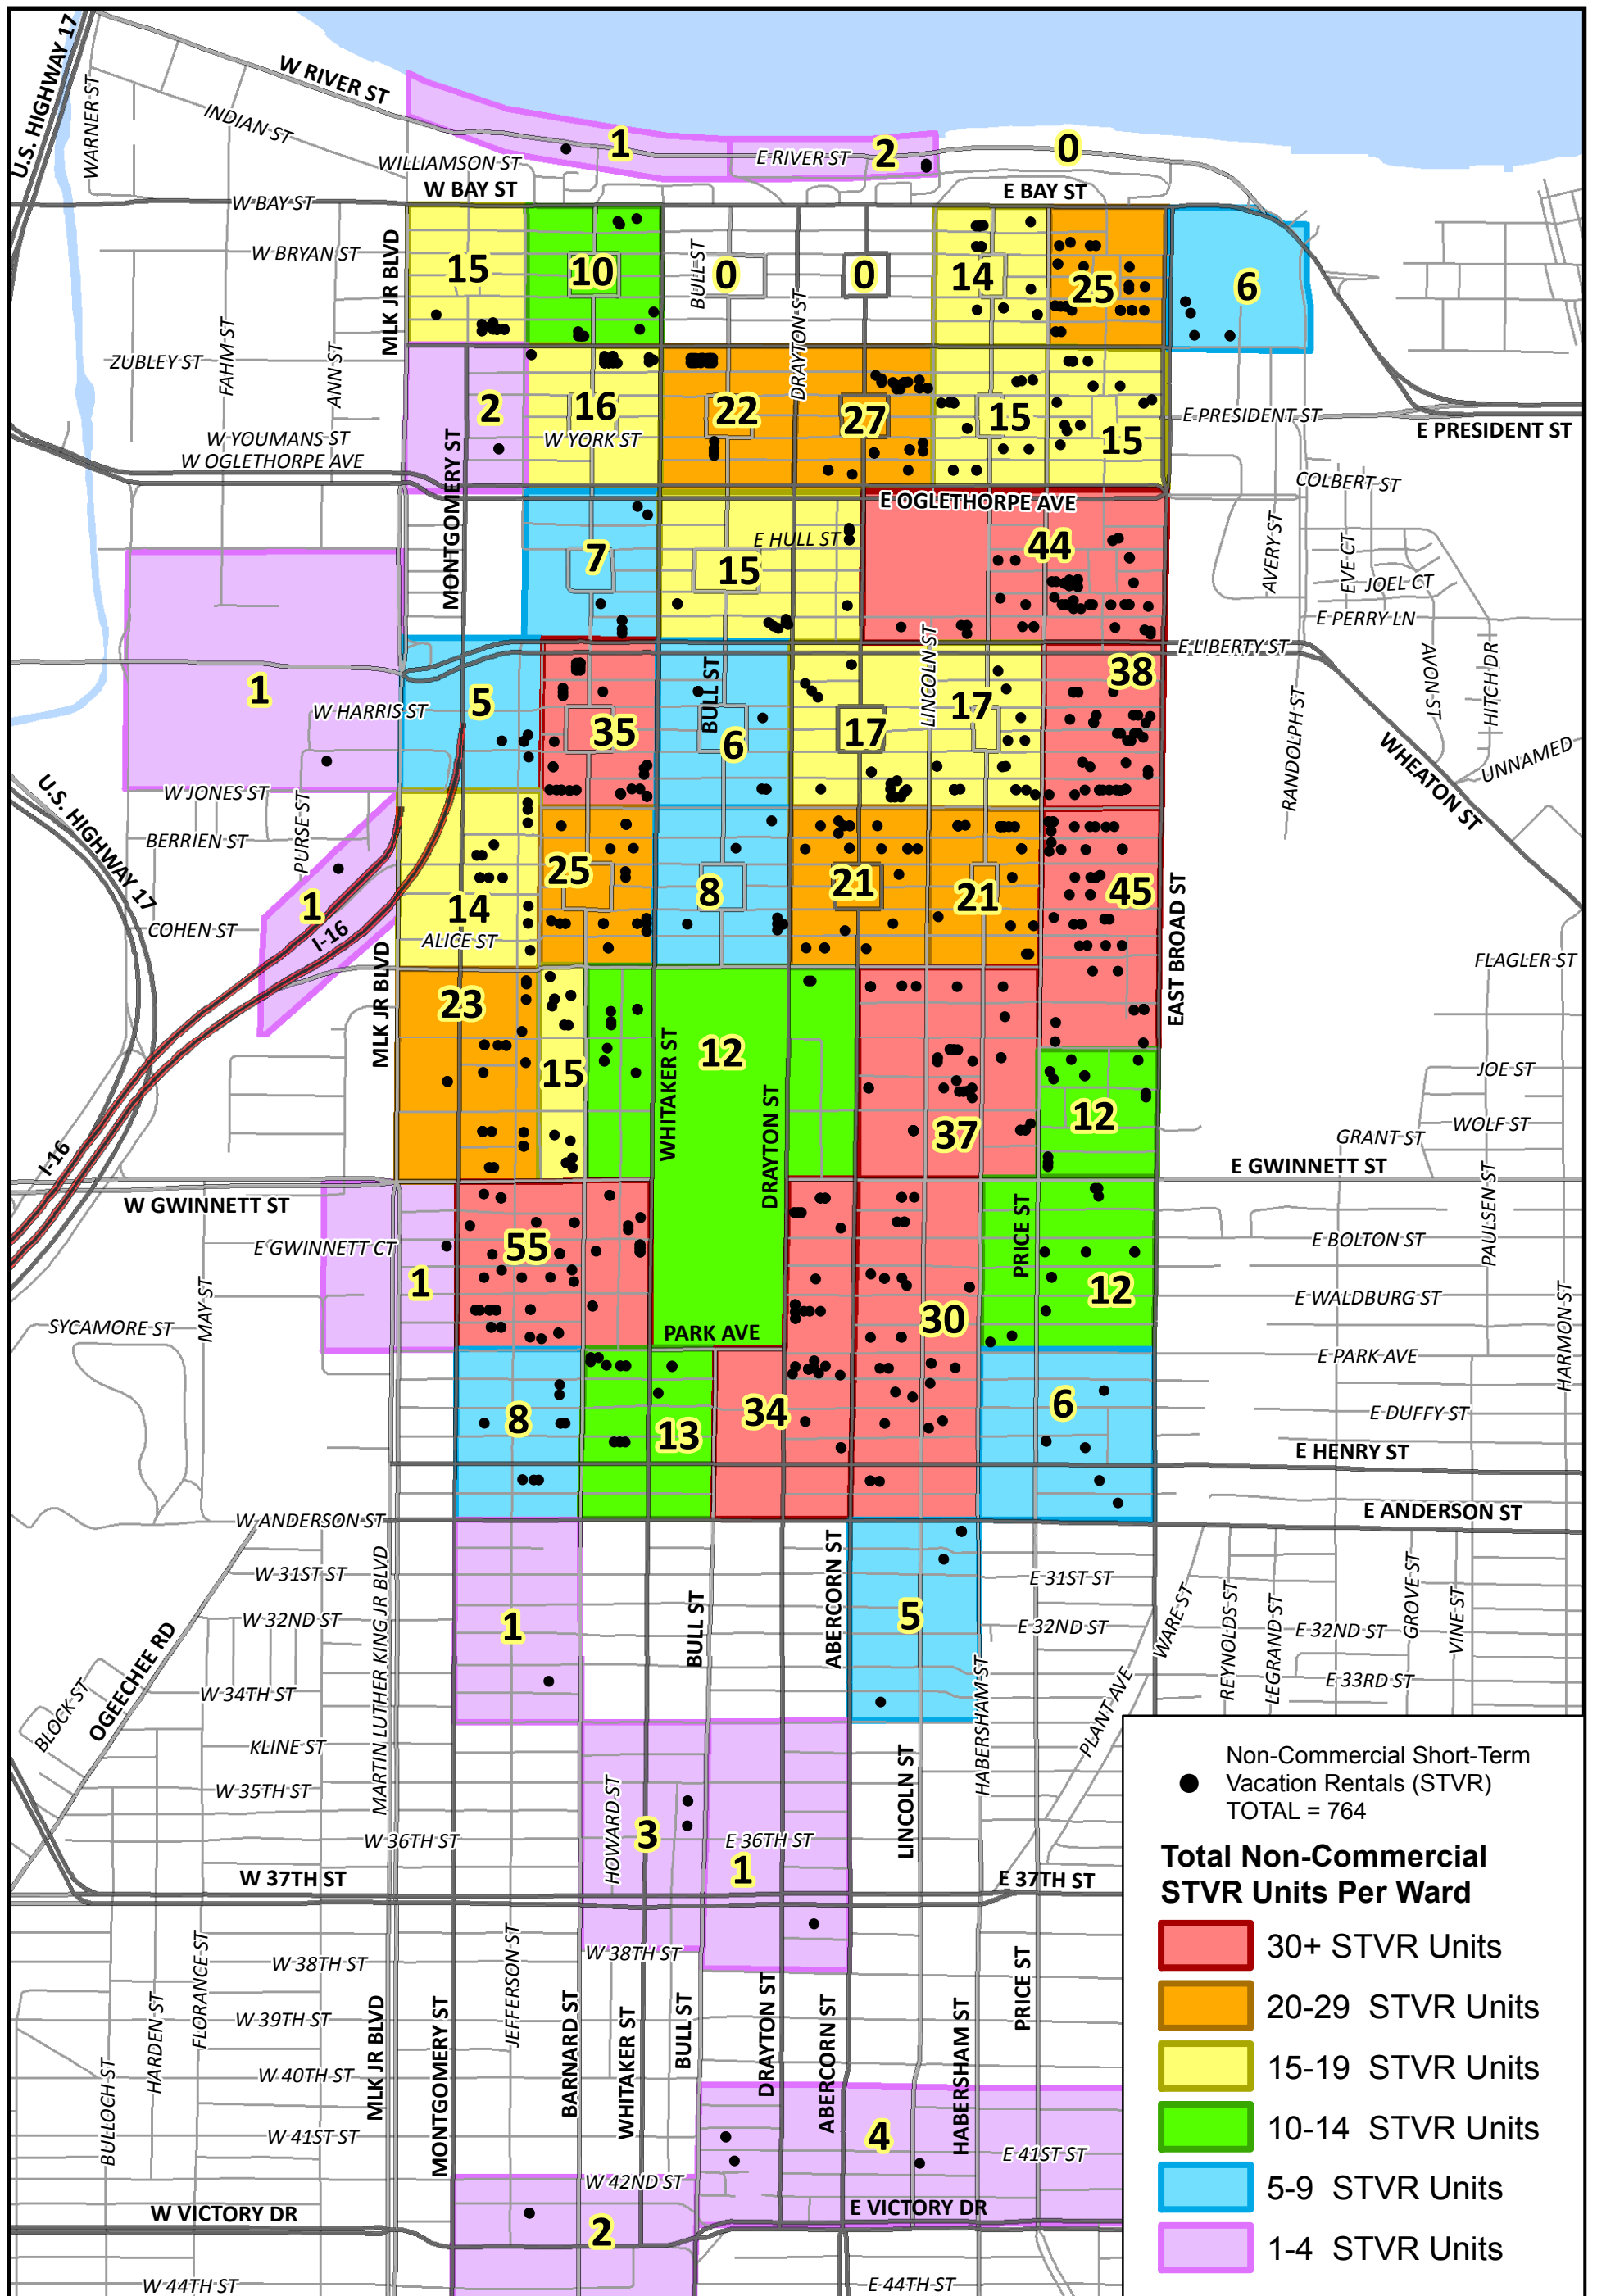 U.S. HIGHWAY 17
WARNER ST
W RIVER ST
INDIAN ST
WILLIAMSON ST
1
E RIVER ST
2
0
W BAY ST
W BAY ST
E BAY ST
W BRYAN ST
MLK JR BLVD
15
10
BULL ST
0
DRAYTON ST
0
14
25
6
ZUBLEY ST
FAHM ST
ANN ST
2
16
22
27
15
15
E PRESIDENT ST
E PRESIDENT ST
W YOUMANS ST
W YORK ST
W OGLETHORPE AVE
MONTGOMERY ST
E OGLETHORPE AVE
COLBERT ST
7
E HULL ST
15
44
AVERY ST
EVE CT
JOEL CT
E PERRY LN
E LIBERTY ST
AVON ST
HITCH DR
1
W HARRIS ST
5
35
BULL ST
6
17
LINCOLN ST
17
38
RANDOLPH ST
WHEATON ST
UNNAMED
U.S. HIGHWAY 17
W JONES ST
BERRIEN ST
PURSE ST
1
I-16
COHEN ST
14
ALICE ST
25
8
21
21
45
EAST BROAD ST
FLAGLER ST
MLK JR BLVD
23
15
WHITAKER ST
12
DRAYTON ST
37
12
JOE ST
WOLF ST
GRANT ST
I-16
W GWINNETT ST
E GWINNETT ST
E GWINNETT CT
MAY ST
1
55
30
PRICE ST
12
E BOLTON ST
PAULSEN ST
E WALDBURG ST
SYCAMORE ST
PARK AVE
E PARK AVE
HARMON ST
8
13
34
6
E DUFFY ST
E HENRY ST
W ANDERSON ST
E ANDERSON ST
W 31ST ST
W 32ND ST
MARTIN LUTHER KING JR BLVD
1
BULL ST
ABERCORN ST
5
E 31ST ST
E 32ND ST
WARE ST
REYNOLDS ST
LEGRAND ST
E 32ND ST
GROVE ST
VINE ST
E 33RD ST
BLOCK ST
OGEECHEE RD
W 34TH ST
HABERSHAM ST
PLANT AVE
KLINE ST
W 35TH ST
W 36TH ST
HOWARD ST
3
E 36TH ST
1
LINCOLN ST
W 37TH ST
E 37TH ST
FLORANCE ST
W 38TH ST
JEFFERSON ST
W 38TH ST
HARDEN ST
W 39TH ST
W 40TH ST
BULLOCH ST
MLK JR BLVD
MONTGOMERY ST
BARNARD ST
WHITAKER ST
BULL ST
DRAYTON ST
ABERCORN ST
HABERSHAM ST
PRICE ST
W 41ST ST
4
E 41ST ST
W 42ND ST
W VICTORY DR
2
E VICTORY DR
W 44TH ST
E 44TH ST
Non-Commercial Short-Term
Vacation Rentals (STVR)
TOTAL = 764
Total Non-Commercial
STVR Units Per Ward
30+ STVR Units
20-29 STVR Units
15-19 STVR Units
10-14 STVR Units
5-9 STVR Units
1-4 STVR Units